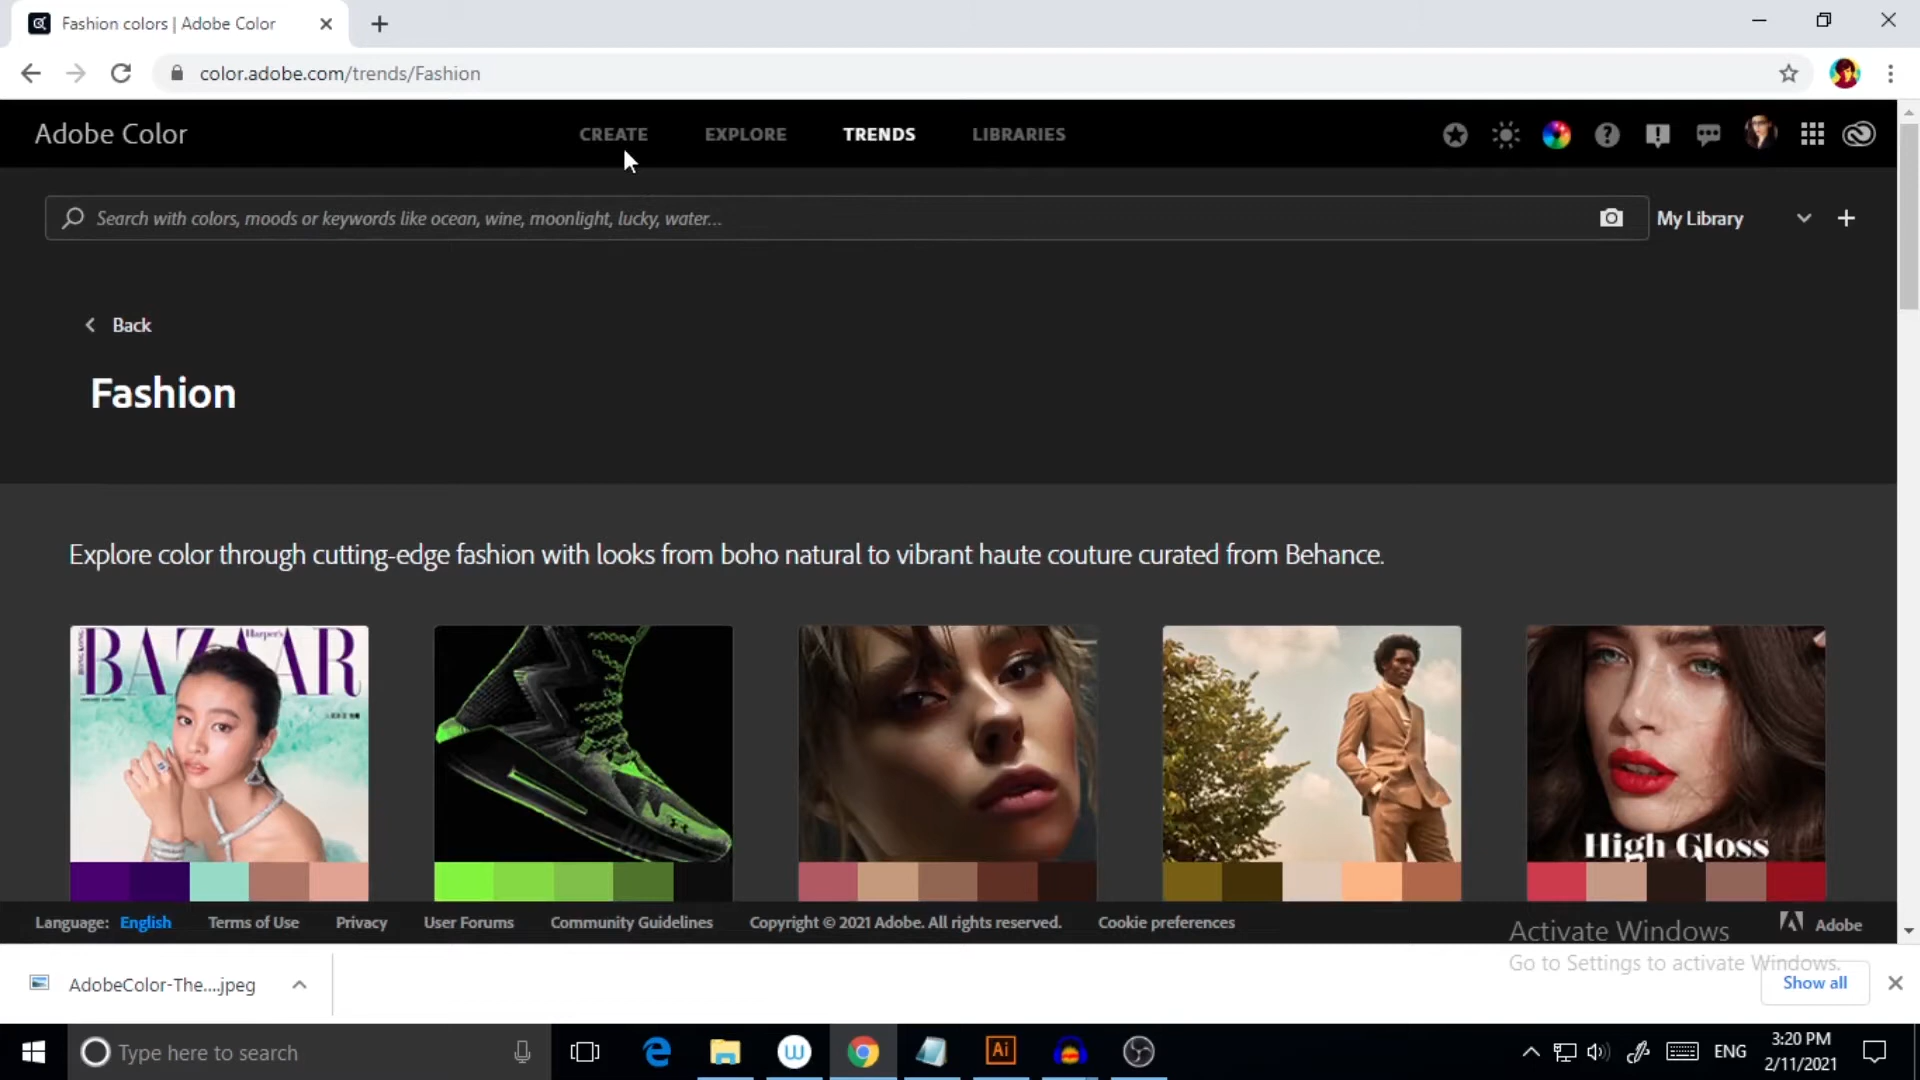 Fashion colors | Adobe Color
color.adobe.com/trends/Fashion
Adobe Color
CREATE
EXPLORE
TRENDS
LIBRARIES
Search with colors, moods or keywords like ocean, wine, moonlight, lucky, water...
My Library
Back
Fashion
Explore color through cutting-edge fashion with looks from boho natural to vibrant haute couture curated from Behance.
Harper's
BAZAAR
High Gloss
Language: English
Terms of Use
Privacy
User Forums
Community Guidelines
Copyright © 2021 Adobe. All rights reserved.
Cookie preferences
Adobe
Activate Windows
Go to Settings to activate Windows.
AdobeColor-The....jpeg
Show all
Type here to search
Ai
ENG
3:20 PM
2/11/2021